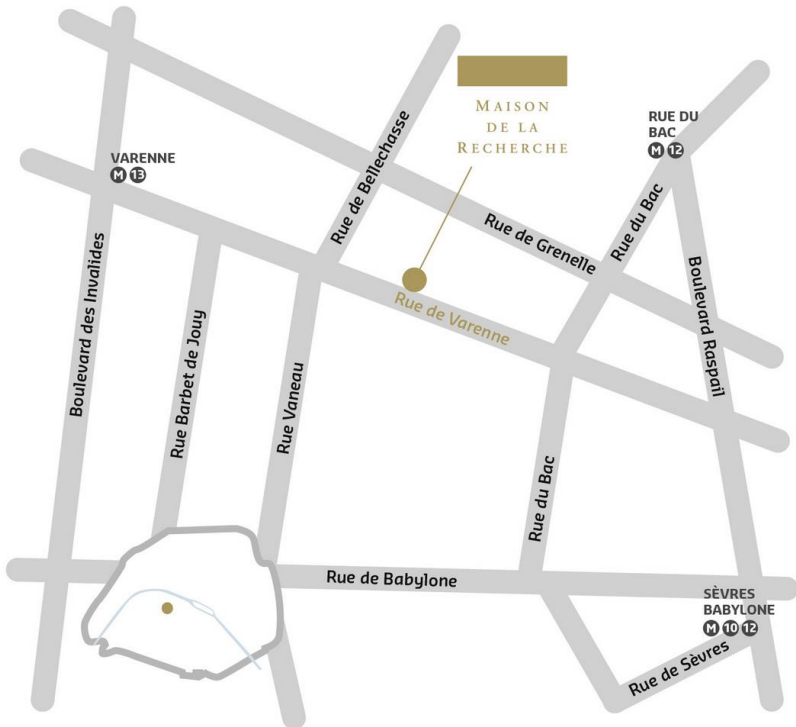 MAISON
DE LA
RECHERCHE
RUE DU
BAC
M 12
VARENNE
M 13
Rue de Bellechasse
Rue de Grenelle
Rue du Bac
Boulevard des Invalides
Rue Barbet de Jouy
Rue Vaneau
Rue de Varenne
Boulevard Raspail
Rue du Bac
Rue de Babylone
SÈVRES
BABYLONE
M 10 12
Rue de Sèvres